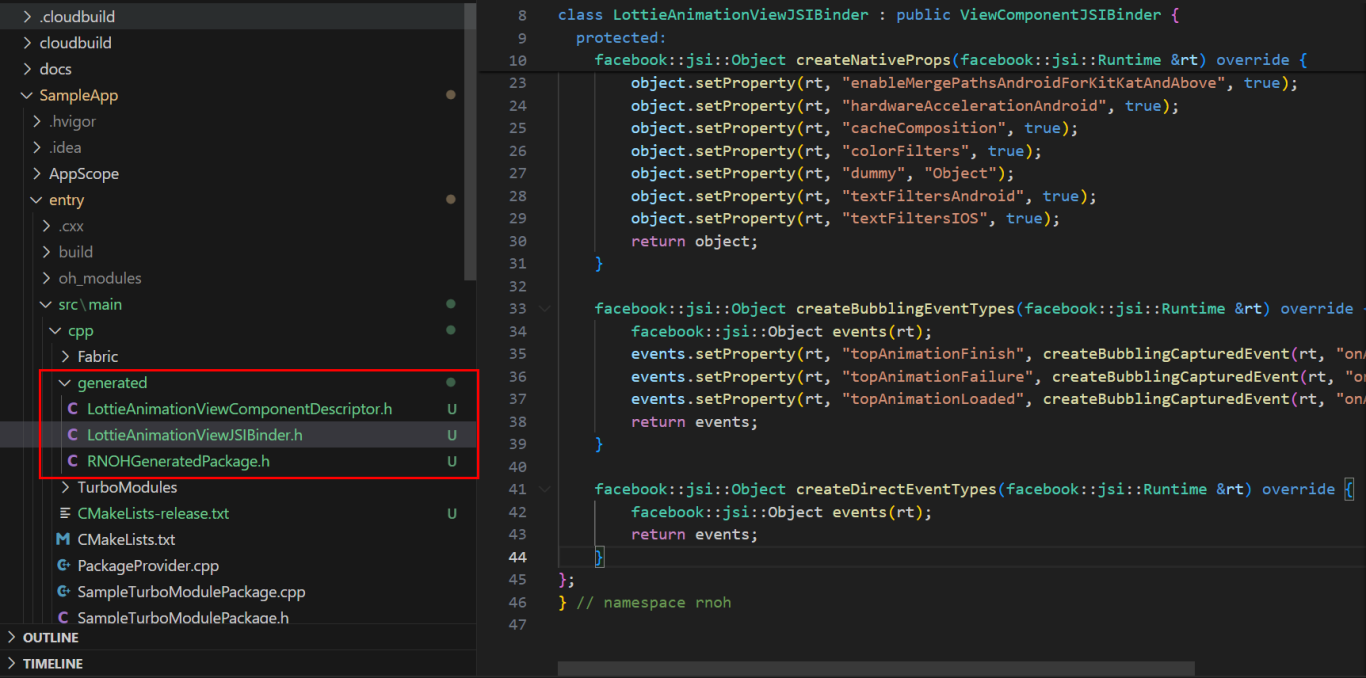 .cloudbuild
cloudbuild
docs
SampleApp
.hvigor
.idea
AppScope
entry
.cxx
build
oh_modules
src\main
cpp
Fabric
generated
C LottieAnimationViewComponentDescriptor.h U
C LottieAnimationViewJSIBinder.h U
C RNOHGeneratedPackage.h U
TurboModules
CMakeLists-release.txt U
M CMakeLists.txt
PackageProvider.cpp
SampleTurboModulePackage.cpp
C SampleTurboModulePackage.h
OUTLINE
TIMELINE
8 class LottieAnimationViewJSIBinder : public ViewComponentJSIBinder {
9 protected:
10 facebook::jsi::Object createNativeProps(facebook::jsi::Runtime &rt) override {
23 object.setProperty(rt, "enableMergePathsAndroidForKitKatAndAbove", true);
24 object.setProperty(rt, "hardwareAccelerationAndroid", true);
25 object.setProperty(rt, "cacheComposition", true);
26 object.setProperty(rt, "colorFilters", true);
27 object.setProperty(rt, "dummy", "Object");
28 object.setProperty(rt, "textFiltersAndroid", true);
29 object.setProperty(rt, "textFiltersIOS", true);
30 return object;
31 }
32
33 facebook::jsi::Object createBubblingEventTypes(facebook::jsi::Runtime &rt) override
34 facebook::jsi::Object events(rt);
35 events.setProperty(rt, "topAnimationFinish", createBubblingCapturedEvent(rt, "onA
36 events.setProperty(rt, "topAnimationFailure", createBubblingCapturedEvent(rt, "o
37 events.setProperty(rt, "topAnimationLoaded", createBubblingCapturedEvent(rt, "onA
38 return events;
39 }
40
41 facebook::jsi::Object createDirectEventTypes(facebook::jsi::Runtime &rt) override {
42 facebook::jsi::Object events(rt);
43 return events;
44 }
45 };
46 } // namespace rnoh
47